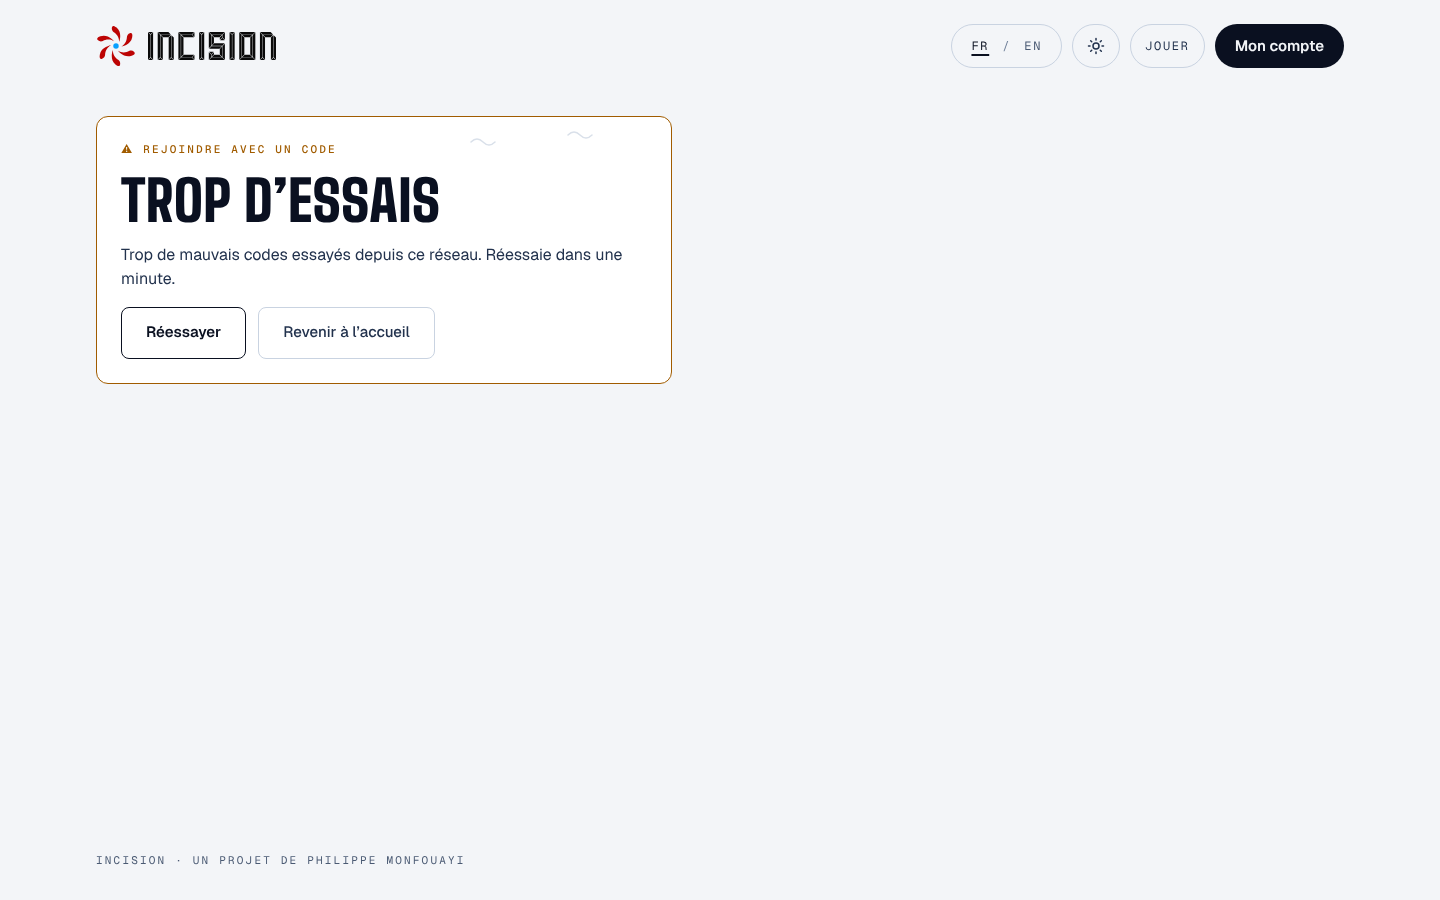 INCISION
FR / EN
JOUER
Mon compte
REJOINDRE AVEC UN CODE
TROP D’ESSAIS
Trop de mauvais codes essayés depuis ce réseau. Réessaie dans une
minute.
Réessayer
Revenir à l’accueil
INCISION · UN PROJET DE PHILIPPE MONFOUAYI